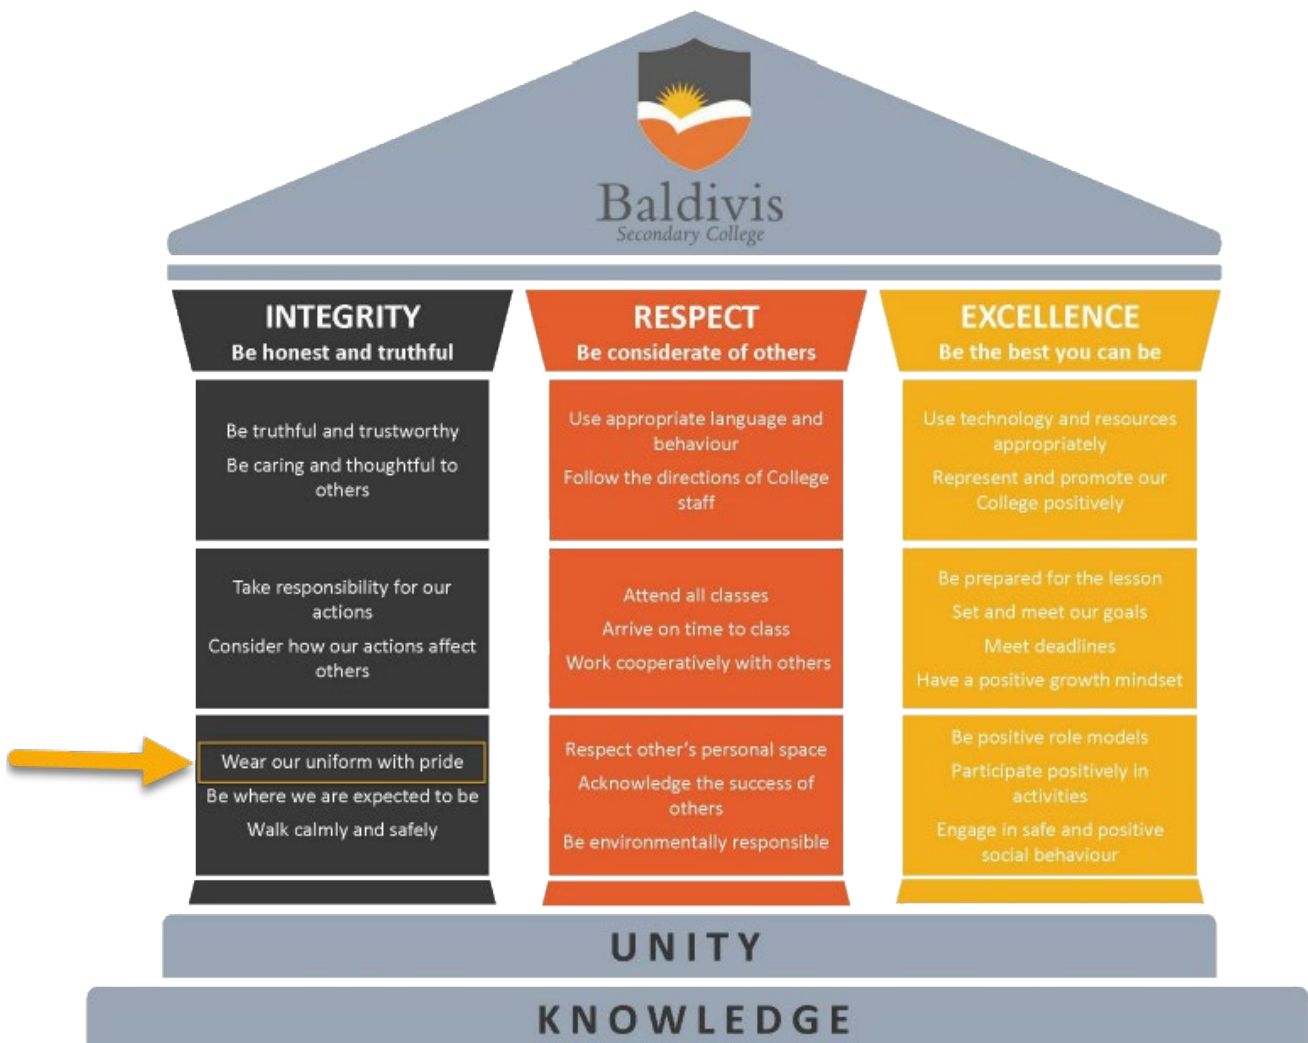 Baldivis
Secondary College
INTEGRITY
Be honest and truthful
Be truthful and trustworthy
Be caring and thoughtful to
others
Take responsibility for our
actions
Consider how our actions affect
others
Wear our uniform with pride
Be where we are expected to be
Walk calmly and safely
RESPECT
Be considerate of others
Use appropriate language and
behaviour
Follow the directions of College
staff
Attend all classes
Arrive on time to class
Work cooperatively with others
Respect other's personal space
Acknowledge the success of
others
Be environmentally responsible
EXCELLENCE
Be the best you can be
Use technology and resources
appropriately
Represent and promote our
College positively
Be prepared for the lesson
Set and meet our goals
Meet deadlines
Have a positive growth mindset
Be positive role models
Participate positively in
activities
Engage in safe and positive
social behaviour
UNITY
KNOWLEDGE